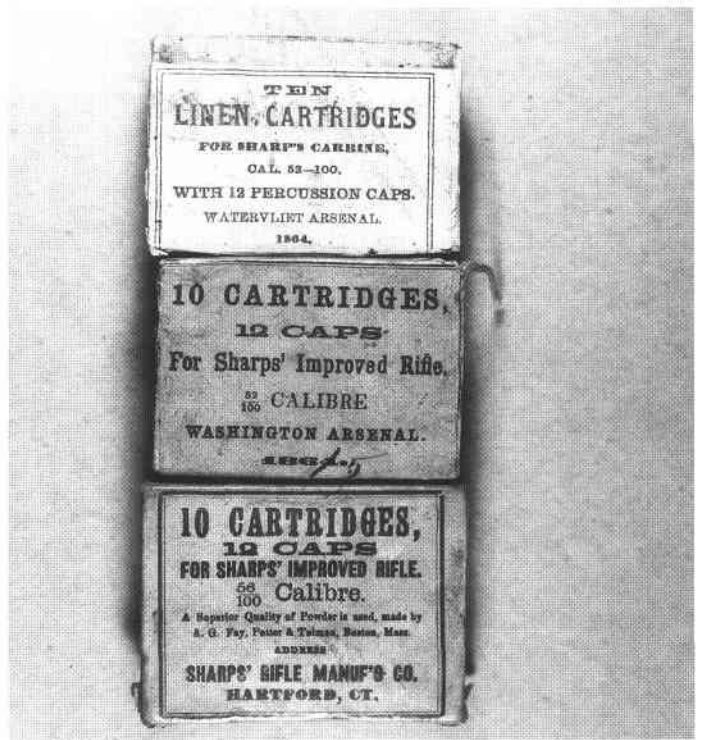 TEN
LINEN, CARTRIDGES
FOR SHARP'S CARBINE,
CAL. 52—100,
WITH 12 PERCUSSION CAPS.
WATERVLIET ARSENAL.
1864.
10 CARTRIDGES,
12 CAPS
For Sharps' Improved Rifle.
52/100 CALIBRE
WASHINGTON ARSENAL.
1864.5
10 CARTRIDGES,
12 CAPS
FOR SHARPS' IMPROVED RIFLE.
56/100 Calibre.
A Superior Quality of Powder is used, made by
A. G. Fay, Potter & Tolman, Boston, Mass.
ADDRESS
SHARPS' RIFLE MANUF'G CO.
HARTFORD, CT.